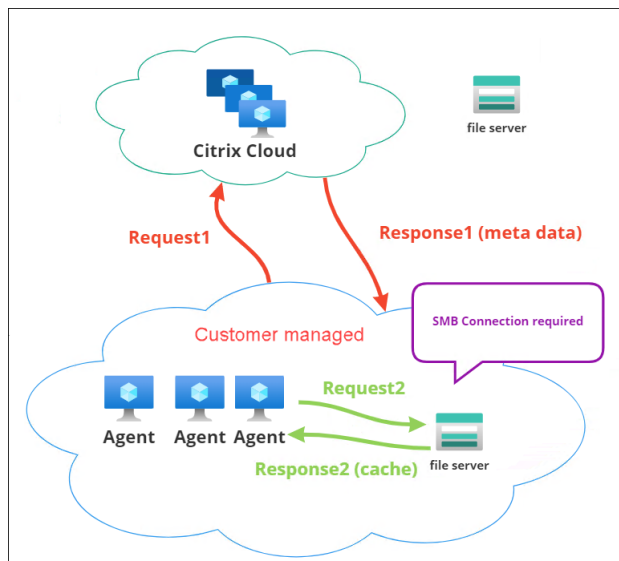 Citrix Cloud
file server
Request1
Response1 (meta data)
SMB Connection required
Customer managed
Request2
Agent
Agent
Agent
file server
Response2 (cache)